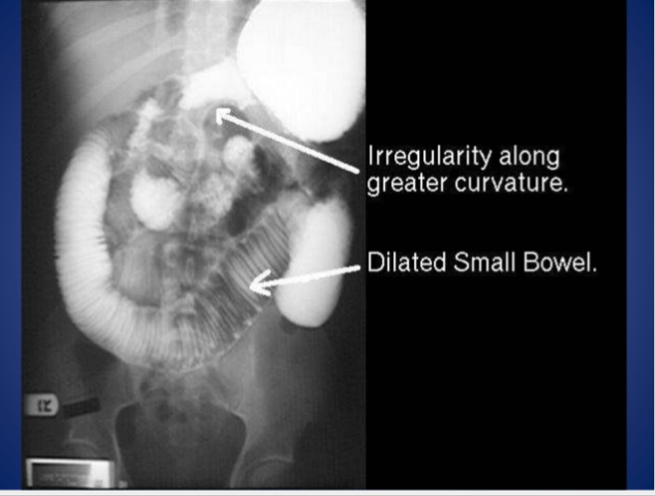 Irregularity along
greater curvature.
Dilated Small Bowel.